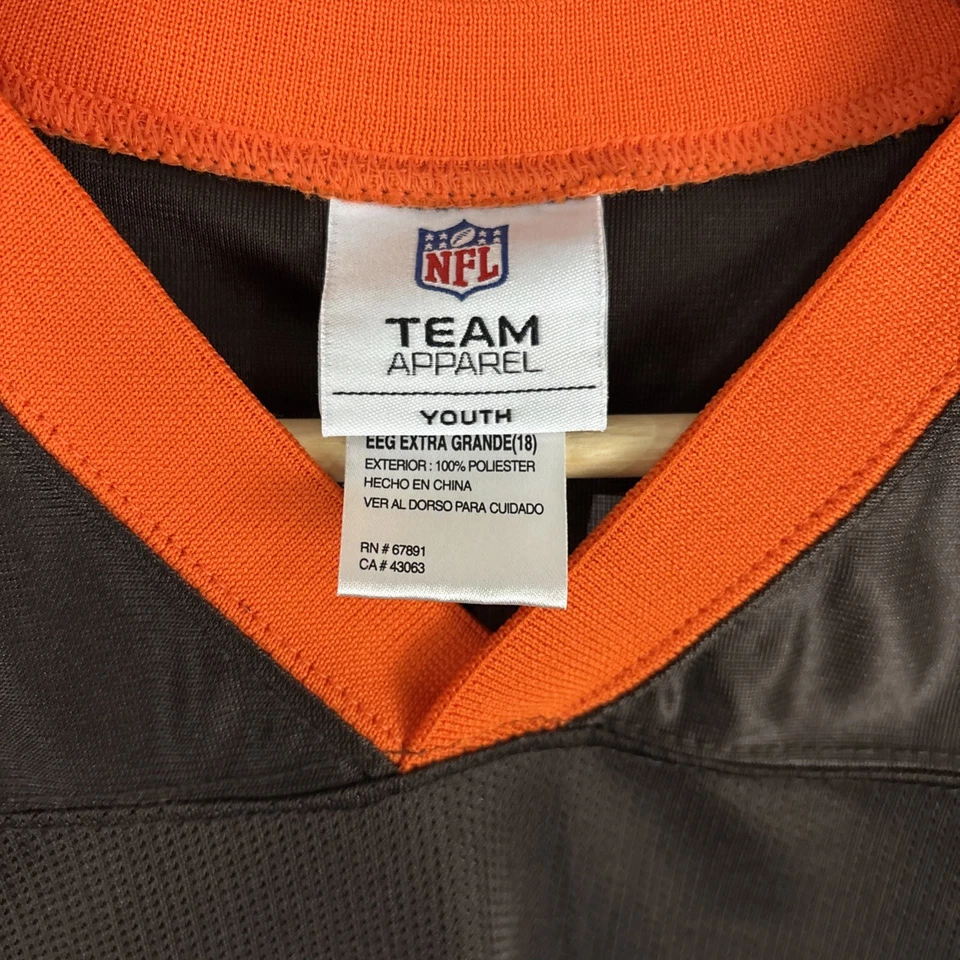 NFL
TEAM
APPAREL
YOUTH
EEG EXTRA GRANDE(18)
EXTERIOR : 100% POLIESTER
HECHO EN CHINA
VER AL DORSO PARA CUIDADO
RN # 67891
CA # 43063